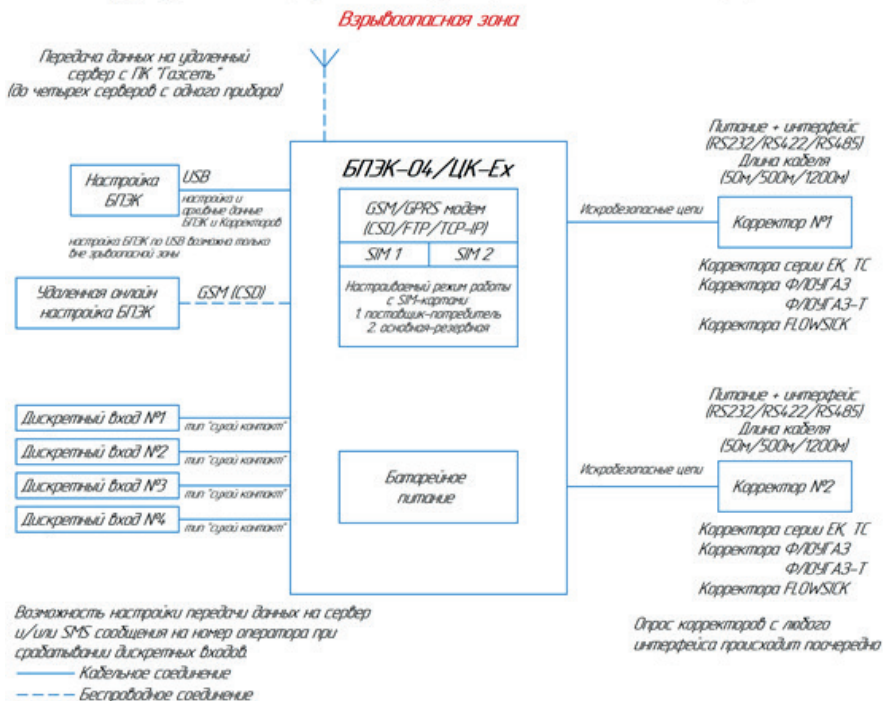 Взрывоопасная зона
Передача данных на удаленный
сервер с ПК "Газсеть"
(до четырех серверов с одного прибора)
Настройка
БПЭК
USB
настройка и
архивные данные
БПЭК и Корректоров
настройка БПЭК по USB возможна только
вне зрывоопасной зоны
Удаленная онлайн
настройка БПЭК
GSM (CSD)
Дискретный вход №1
тип "сухой контакт"
Дискретный вход №2
тип "сухой контакт"
Дискретный вход №3
тип "сухой контакт"
Дискретный вход №4
тип "сухой контакт"
БПЭК-04/ЦК-Ex
GSM/GPRS модем
(CSD/FTP/TCP-IP)
SIM 1
SIM 2
Настраиваемый режим работы
с SIM-картами
1. поставщик-потребитель
2. основная-резервная
Батарейное
питание
Питание + интерфейс
(RS232/RS422/RS485)
Длина кабеля
(50м/500м/1200м)
Искробезопасные цепи
Корректор №1
Корректора серии ЕК, ТС
Корректора ФЛОУГАЗ
ФЛОУГАЗ-Т
Корректора FLOWSICK
Питание + интерфейс
(RS232/RS422/RS485)
Длина кабеля
(50м/500м/1200м)
Искробезопасные цепи
Корректор №2
Корректора серии ЕК, ТС
Корректора ФЛОУГАЗ
ФЛОУГАЗ-Т
Корректора FLOWSICK
Опрос корректоров с любого
интерфейса происходит поочередно
Возможность настройки передачи данных на сервер
и/или SMS сообщения на номер оператора при
срабатывании дискретных входов.
Кабельное соединение
Беспроводное соединение